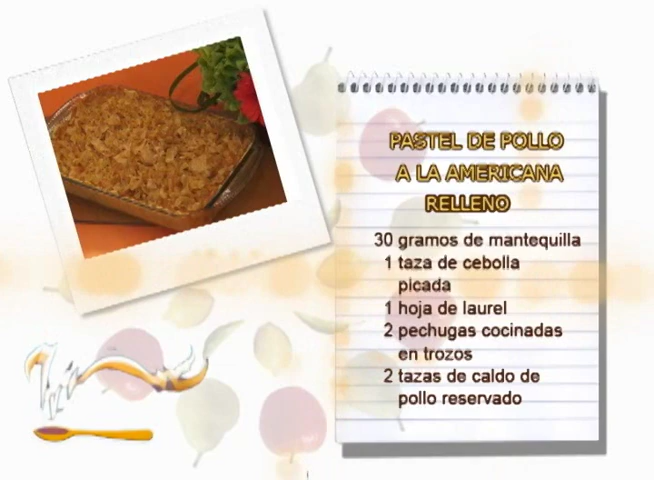 PASTEL DE POLLO
A LA AMERICANA
RELLENO
30 gramos de mantequilla
1 taza de cebolla
picada
1 hoja de laurel
2 pechugas cocinadas
en trozos
2 tazas de caldo de
pollo reservado